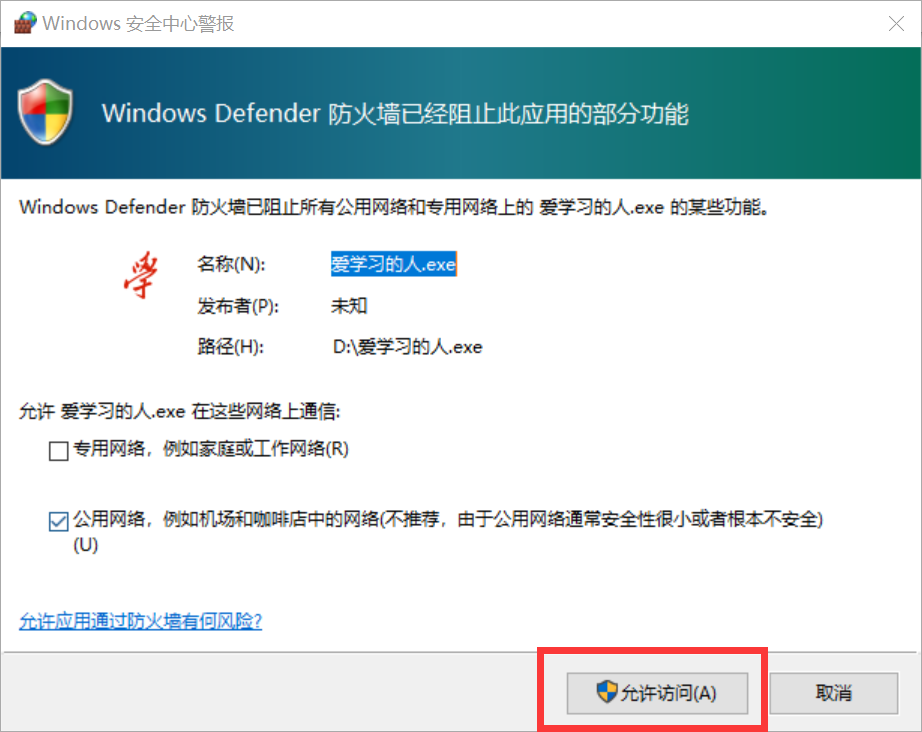 Windows 安全中心警报
Windows Defender 防火墙已经阻止此应用的部分功能
Windows Defender 防火墙已阻止所有公用网络和专用网络上的 爱学习的人.exe 的某些功能。
學
名称(N): 爱学习的人.exe
发布者(P): 未知
路径(H): D:\爱学习的人.exe
允许 爱学习的人.exe 在这些网络上通信:
专用网络，例如家庭或工作网络(R)
公用网络，例如机场和咖啡店中的网络(不推荐，由于公用网络通常安全性很小或者根本不安全)
(U)
允许应用通过防火墙有何风险?
允许访问(A) 取消